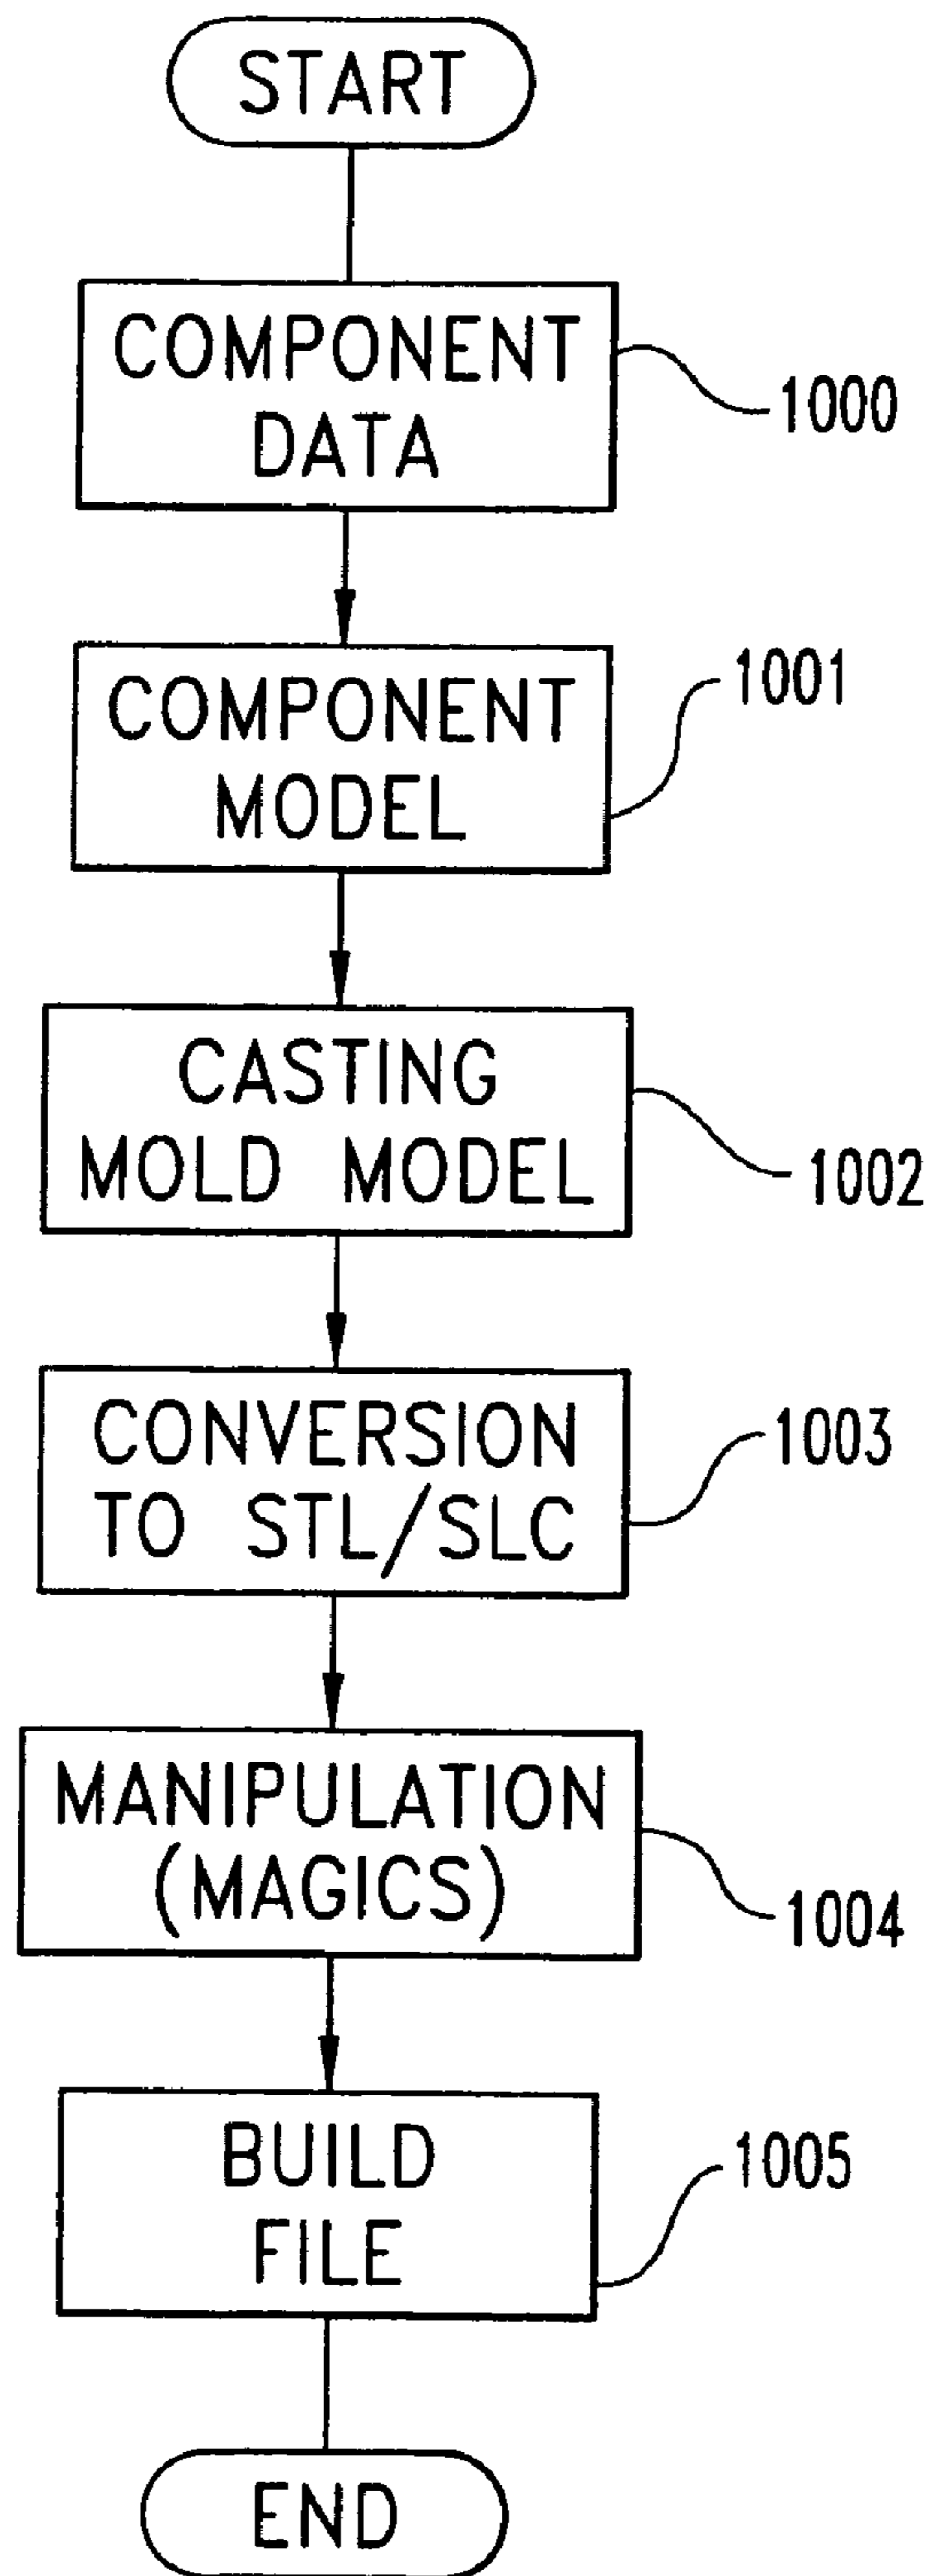 START
COMPONENT
DATA
1000
COMPONENT
MODEL
1001
CASTING
MOLD MODEL
1002
CONVERSION
TO STL/SLC
1003
MANIPULATION
(MAGICS)
1004
BUILD
FILE
1005
END